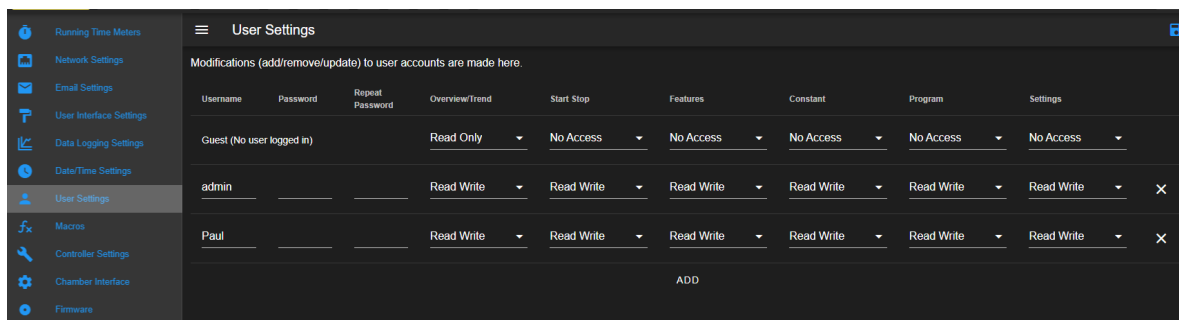 Running Time Meters
Network Settings
Email Settings
User Interface Settings
Data Logging Settings
Date/Time Settings
User Settings
Macros
Controller Settings
Chamber Interface
Firmware
User Settings
Modifications (add/remove/update) to user accounts are made here.
Username Password Repeat Password Overview/Trend Start Stop Features Constant Program Settings
Guest (No user logged in) Read Only No Access No Access No Access No Access No Access
admin Read Write Read Write Read Write Read Write Read Write Read Write
Paul Read Write Read Write Read Write Read Write Read Write Read Write
ADD